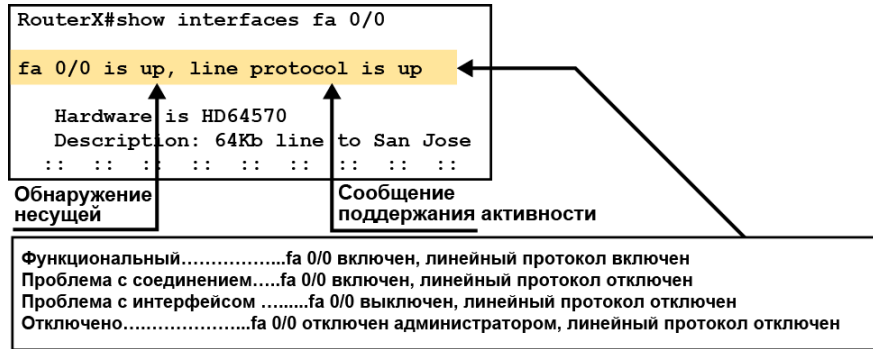 RouterX#show interfaces fa 0/0
fa 0/0 is up, line protocol is up
Hardware is HD64570
Description: 64Kb line to San Jose
:: :: :: :: :: :: :: :: ::
Обнаружение
несущей
Сообщение
поддержания активности
Функциональный………………...fa 0/0 включен, линейный протокол включен
Проблема с соединением…..fa 0/0 включен, линейный протокол отключен
Проблема с интерфейсом ….....fa 0/0 выключен, линейный протокол отключен
Отключено…..………………...fa 0/0 отключен администратором, линейный протокол отключен